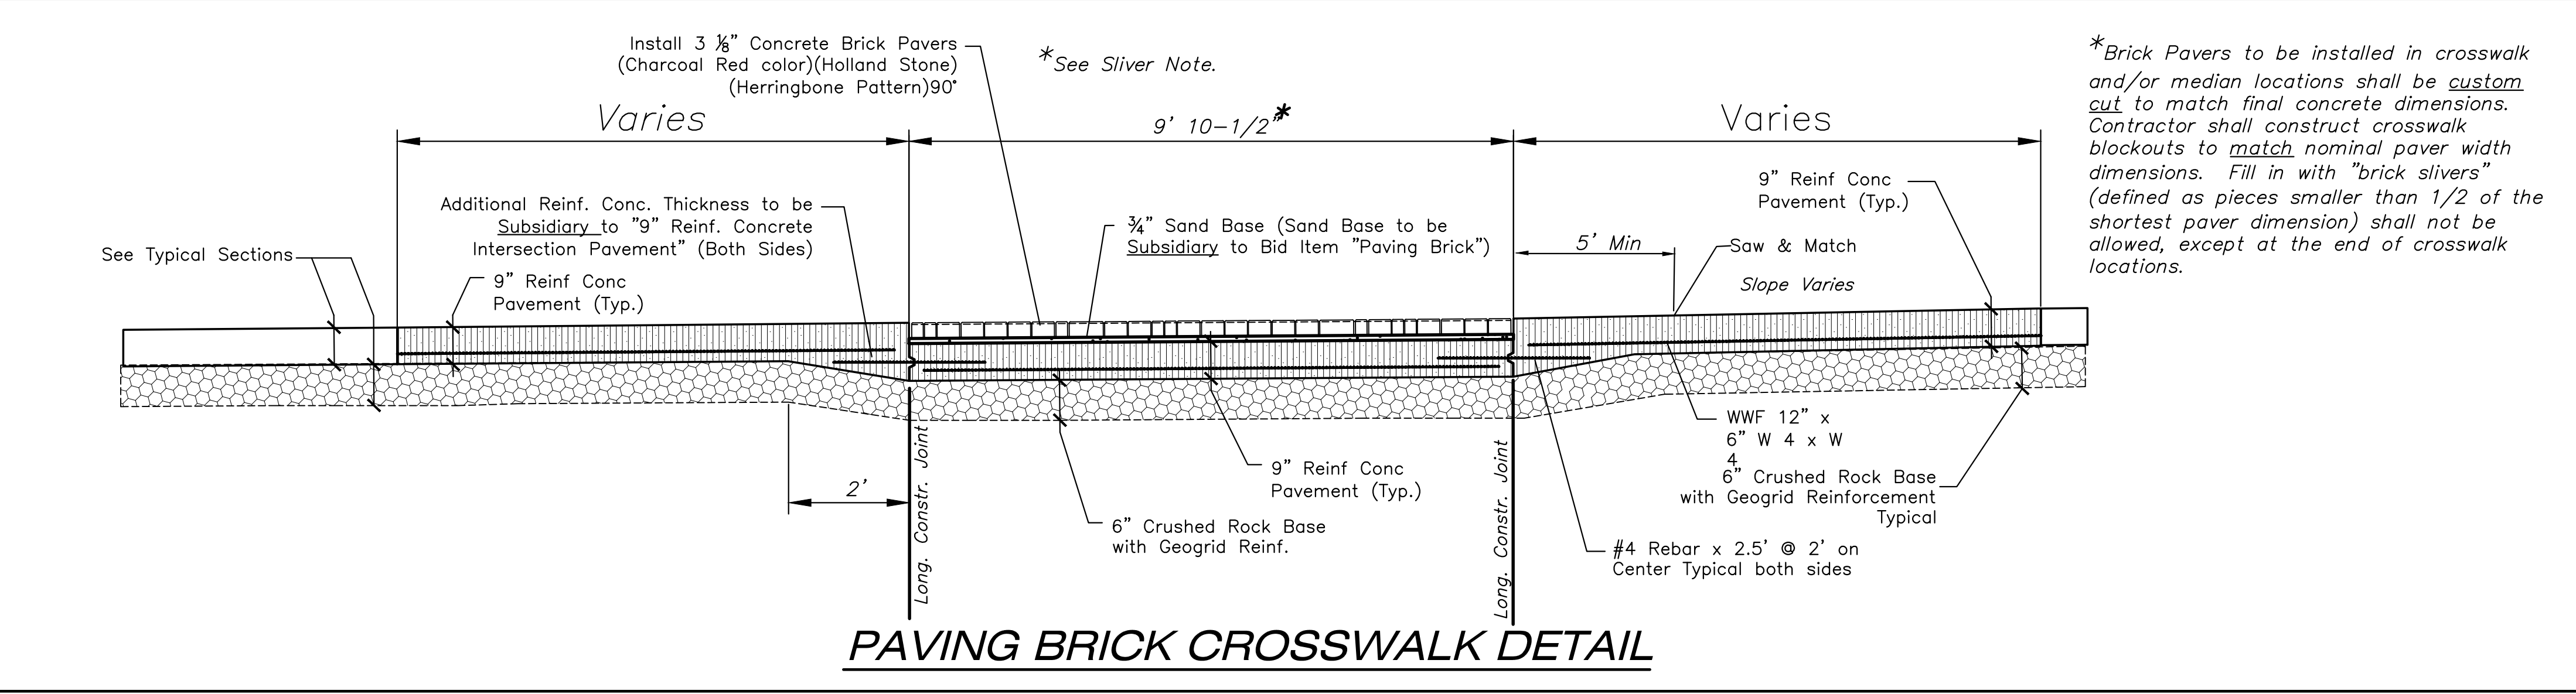 Install 3 ⅛" Concrete Brick Pavers
(Charcoal Red color)(Holland Stone)
(Herringbone Pattern)90°
*See Sliver Note.
Varies
9' 10-1/2"*
Varies
*Brick Pavers to be installed in crosswalk
and/or median locations shall be custom
cut to match final concrete dimensions.
Contractor shall construct crosswalk
blockouts to match nominal paver width
dimensions. Fill in with "brick slivers"
(defined as pieces smaller than 1/2 of the
shortest paver dimension) shall not be
allowed, except at the end of crosswalk
locations.
See Typical Sections
Additional Reinf. Conc. Thickness to be
Subsidiary to "9" Reinf. Concrete
Intersection Pavement" (Both Sides)
9" Reinf Conc
Pavement (Typ.)
¾" Sand Base (Sand Base to be
Subsidiary to Bid Item "Paving Brick")
5' Min
Saw & Match
Slope Varies
9" Reinf Conc
Pavement (Typ.)
2'
Long. Constr. Joint
6" Crushed Rock Base
with Geogrid Reinf.
9" Reinf Conc
Pavement (Typ.)
Long. Constr. Joint
WWF 12" x
6" W 4 x W
4
6" Crushed Rock Base
with Geogrid Reinforcement
Typical
#4 Rebar x 2.5' @ 2' on
Center Typical both sides
PAVING BRICK CROSSWALK DETAIL